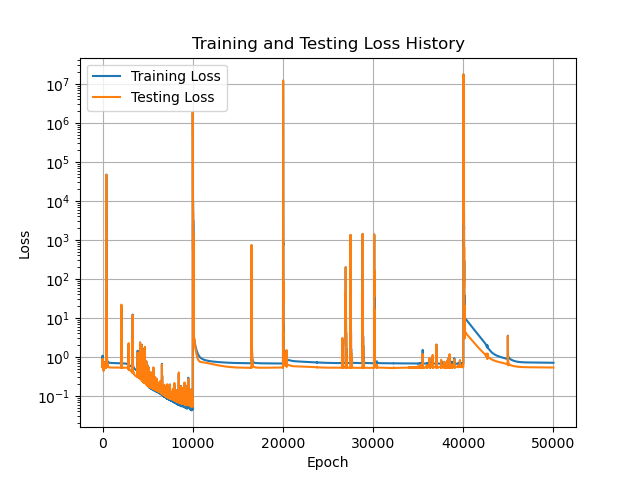 Training and Testing Loss History
Training Loss
Testing Loss
10⁷
10⁶
10⁵
10⁴
10³
10²
10¹
10⁰
10⁻¹
Loss
0 10000 20000 30000 40000 50000
Epoch